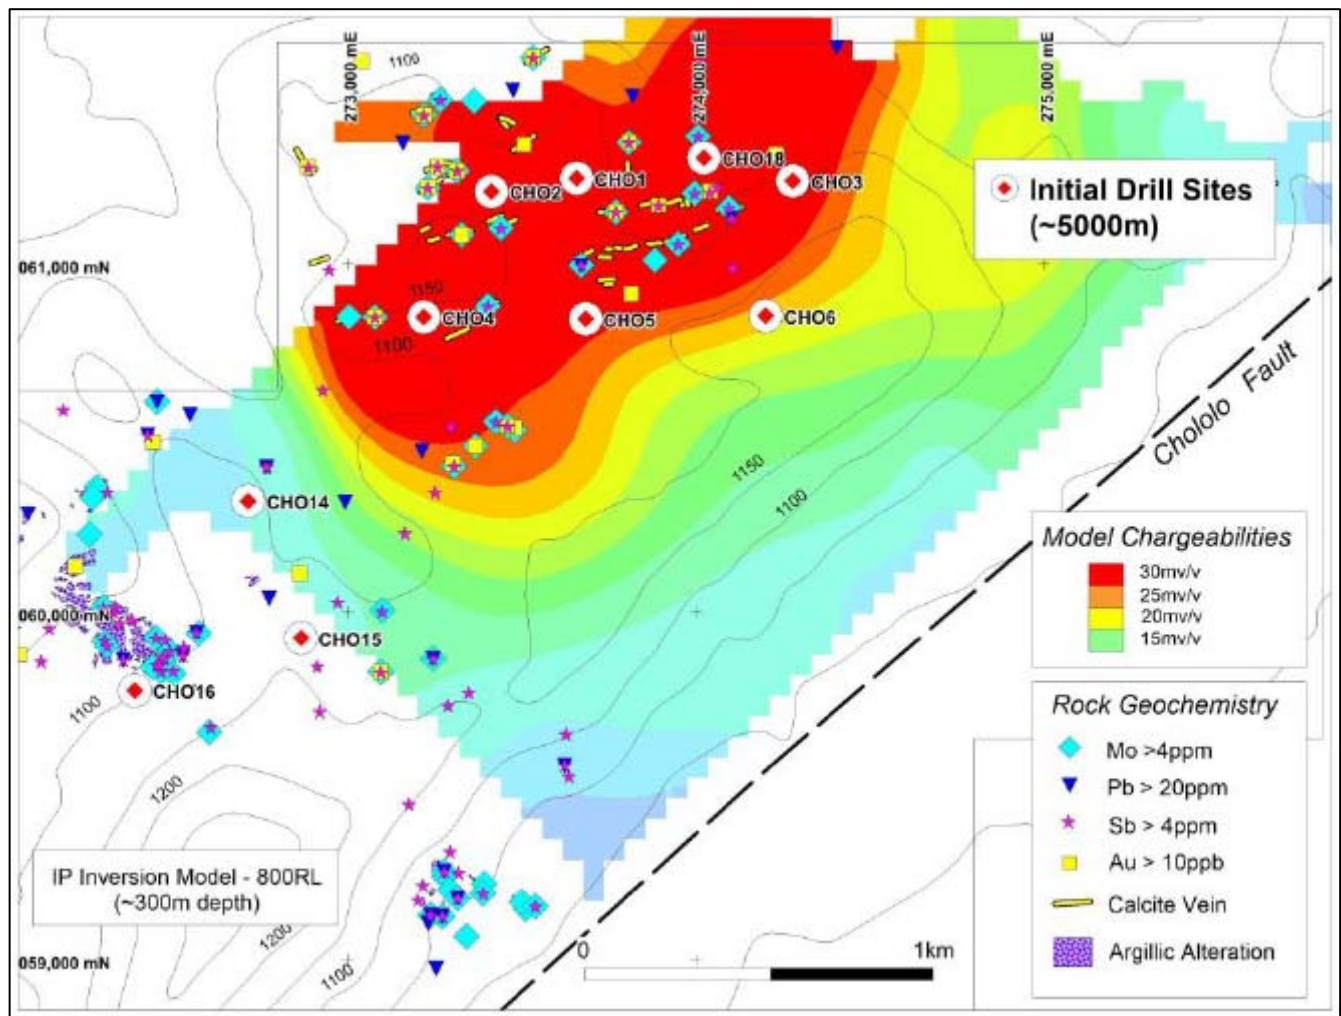 1100
273,000 mE
274,000 mE
275,000 mE
CHO18
CHO1
CHO2
CHO3
Initial Drill Sites
(~5000m)
061,000 mN
1150
CHO4
CHO5
CHO6
1100
Chololo Fault
1150
1100
CHO14
Model Chargeabilities
30mv/v
25mv/v
20mv/v
15mv/v
060,000 mN
CHO15
CHO16
1100
1200
Rock Geochemistry
Mo >4ppm
Pb > 20ppm
Sb > 4ppm
Au > 10ppb
Calcite Vein
Argillic Alteration
IP Inversion Model - 800RL
(~300m depth)
1200
1100
059,000 mN
0
1km